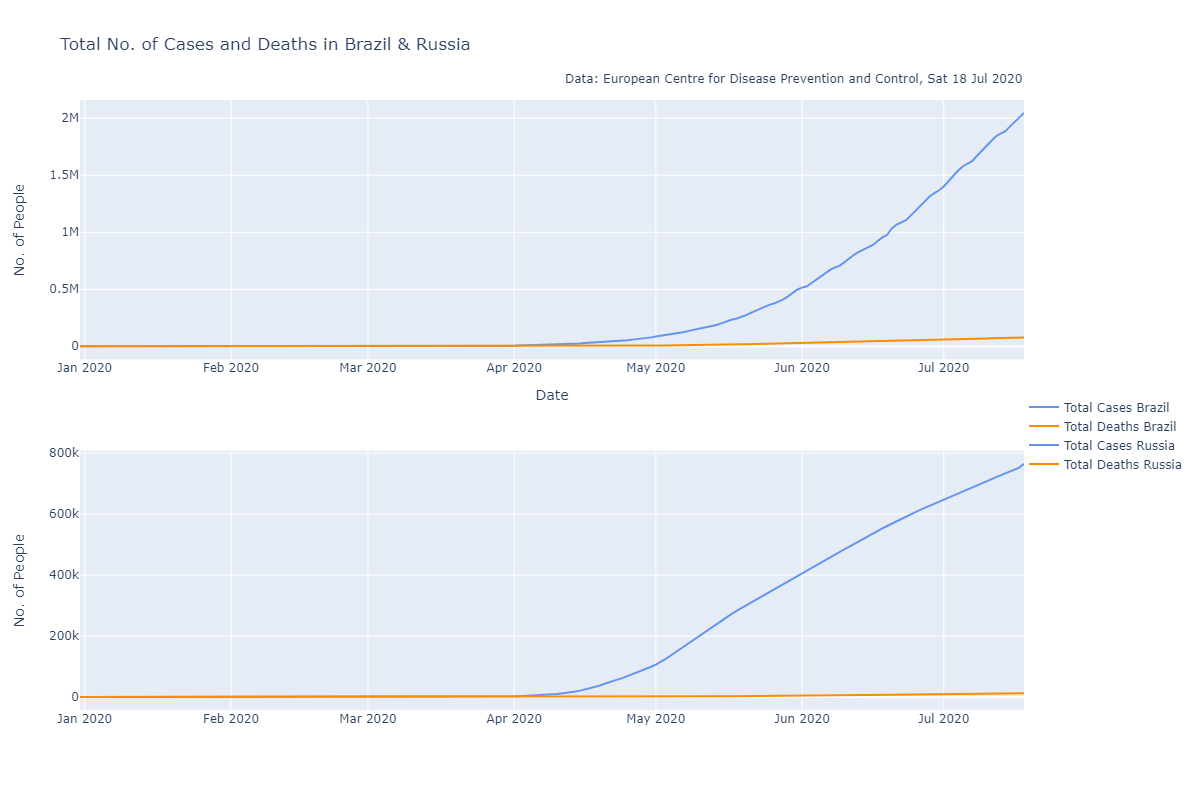 Total No. of Cases and Deaths in Brazil & Russia
Data: European Centre for Disease Prevention and Control, Sat 18 Jul 2020
No. of People
2M
1.5M
1M
0.5M
0
Jan 2020 Feb 2020 Mar 2020 Apr 2020 May 2020 Jun 2020 Jul 2020
Date
Total Cases Brazil
Total Deaths Brazil
Total Cases Russia
Total Deaths Russia
No. of People
800k
600k
400k
200k
0
Jan 2020 Feb 2020 Mar 2020 Apr 2020 May 2020 Jun 2020 Jul 2020